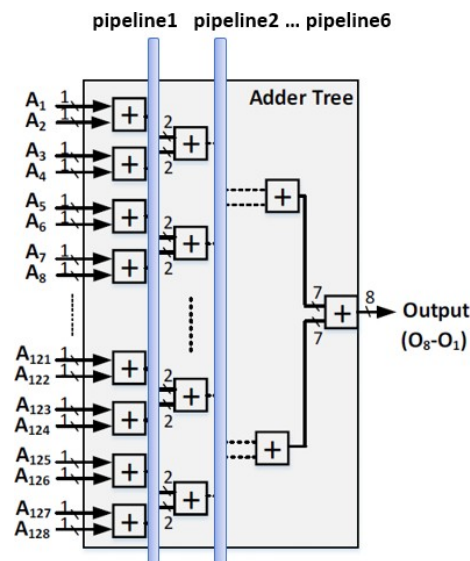 pipeline1 pipeline2 ... pipeline6
Adder Tree
A1 1
A2 1
+
2
+
A3 1
A4 1
+
2
A5 1
A6 1
+
2
+
+
A7 1
A8 1
+
2
7
+
8
Output
(O8-O1)
7
A121 1
A122 1
+
2
+
A123 1
A124 1
+
2
A125 1
A126 1
+
2
+
+
A127 1
A128 1
+
2